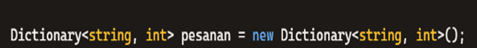 Dictionary<string, int> pesanan = new Dictionary<string, int>();